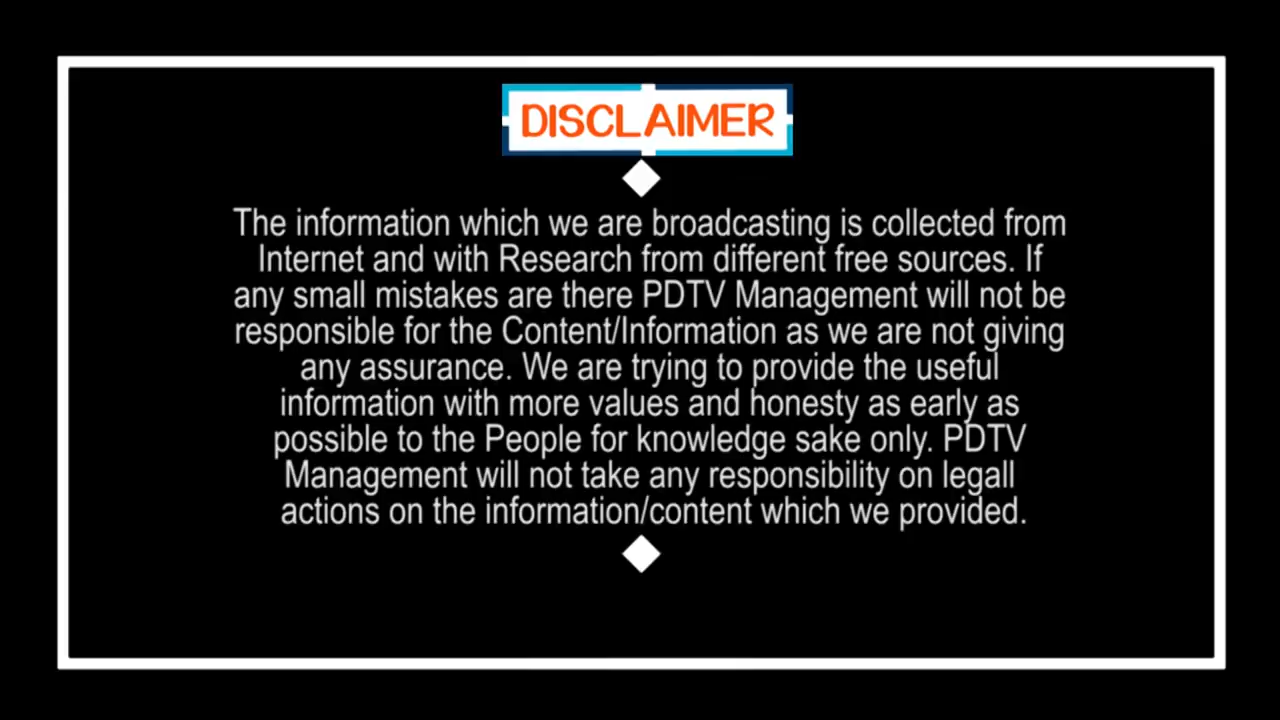 DISCLAIMER
The information which we are broadcasting is collected from
Internet and with Research from different free sources. If
any small mistakes are there PDTV Management will not be
responsible for the Content/Information as we are not giving
any assurance. We are trying to provide the useful
information with more values and honesty as early as
possible to the People for knowledge sake only. PDTV
Management will not take any responsibility on legall
actions on the information/content which we provided.